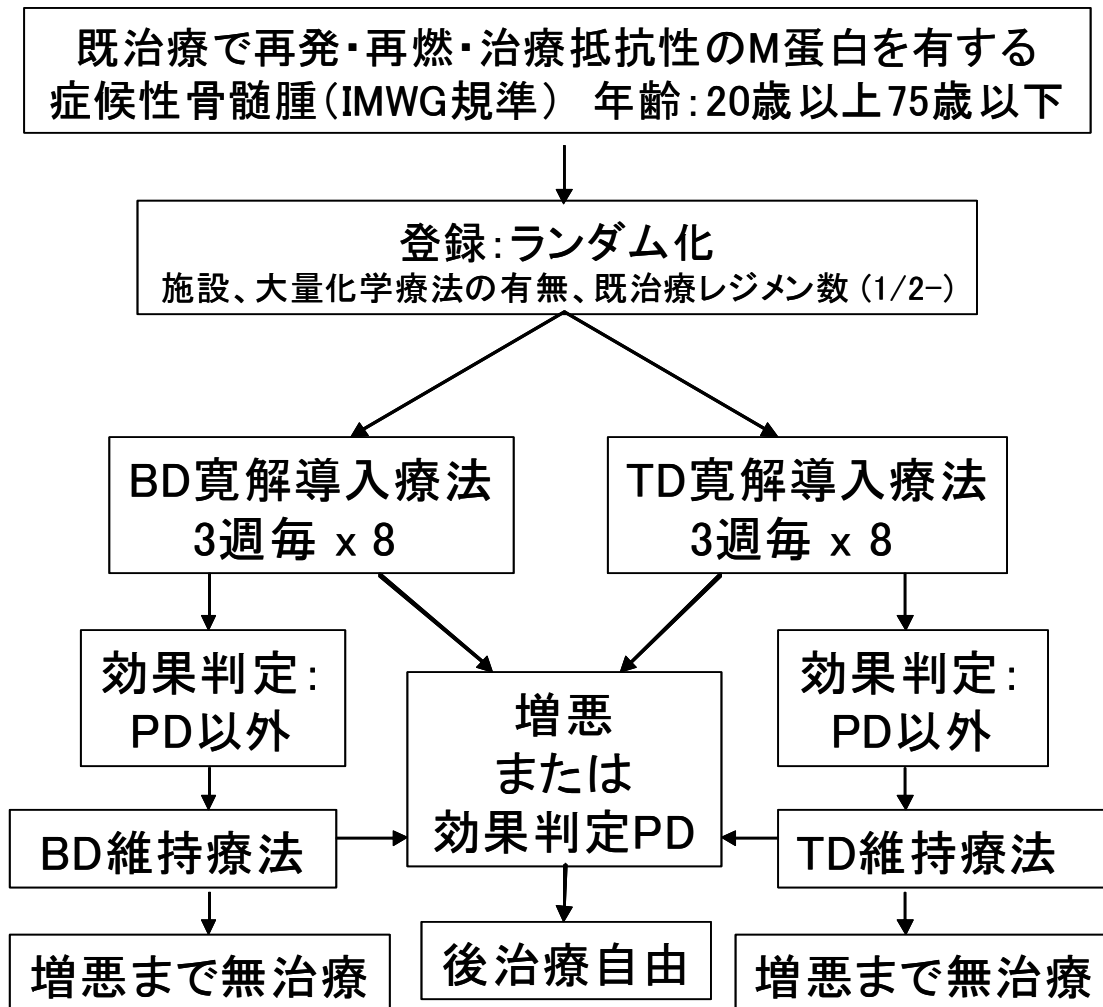 既治療で再発・再燃・治療抵抗性のM蛋白を有する
症候性骨髄腫(IMWG規準) 年齢:20歳以上75歳以下
登録:ランダム化
施設、大量化学療法の有無、既治療レジメン数 (1/2-)
BD寛解導入療法
3週毎 x 8
TD寛解導入療法
3週毎 x 8
効果判定:
PD以外
増悪
または
効果判定PD
効果判定:
PD以外
BD維持療法
TD維持療法
増悪まで無治療
後治療自由
増悪まで無治療